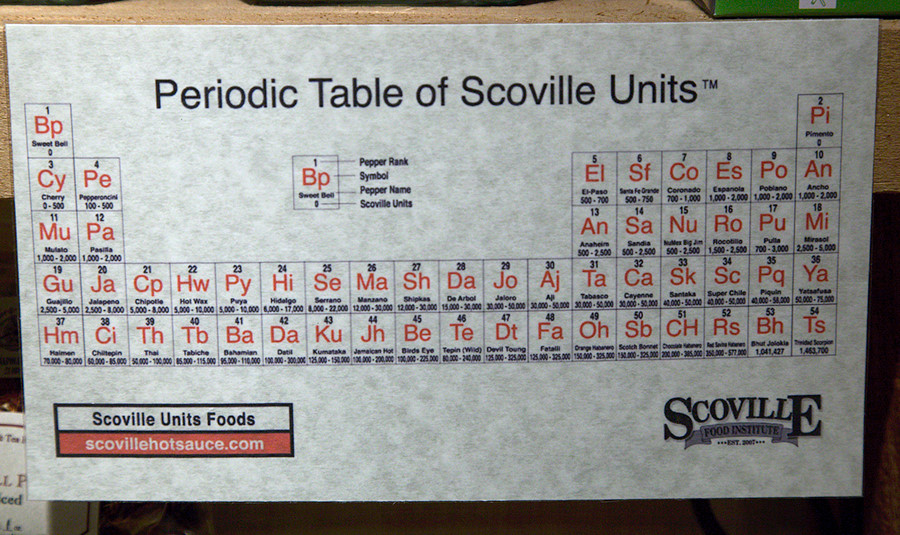 Periodic Table of Scoville Units™
1
Bp
Sweet Bell
0
2
Pi
Pimento
0
1
Bp
Sweet Bell
0
Pepper Rank
Symbol
Pepper Name
Scoville Units
3 4 5 6 7 8 9 10
Cy Pe El Sf Co Es Po An
Cherry Pepperoncini El-Paso Santa Fe Grande Coronado Espanola Poblano Ancho
0 - 500 100 - 500 500 - 700 500 - 750 700 - 1,000 1,000 - 2,000 1,000 - 2,000 1,000 - 2,000
11 12 13 14 15 16 17 18
Mu Pa An Sa Nu Ro Pu Mi
Mulato Pasilla Anaheim Sandia NuMex Big Jim Rocotillo Pulla Mirasol
1,000 - 2,000 1,000 - 2,000 500 - 2,500 500 - 2,500 500 - 2,500 1,500 - 2,500 700 - 3,000 2,500 - 5,000
19 20 21 22 23 24 25 26 27 28 29 30 31 32 33 34 35 36
Gu Ja Cp Hw Py Hi Se Ma Sh Da Jo Aj Ta Ca Sk Sc Pq Ya
Guajillo Jalapeno Chipotle Hot Wax Puya Hidalgo Serrano Manzano Shipkas De Arbol Jaloro Aji Tabasco Cayenne Santaka Super Chile Piquin Yatsafusa
2,500 - 5,000 2,500 - 8,000 5,000 - 8,000 5,000 - 10,000 5,000 - 10,000 6,000 - 17,000 8,000 - 22,000 12,000 - 30,000 12,000 - 30,000 15,000 - 30,000 30,000 - 50,000 30,000 - 50,000 30,000 - 50,000 30,000 - 50,000 40,000 - 50,000 40,000 - 50,000 40,000 - 58,000 50,000 - 75,000
37 38 39 40 41 42 43 44 45 46 47 48 49 50 51 52 53 54
Hm Ci Th Tb Ba Da Ku Jh Be Te Dt Fa Oh Sb CH Rs Bh Ts
Haimen Chiltepin Thai Tabiche Bahamian Datil Kumataka Jamaican Hot Birds Eye Tepin (Wild) Devil Toung Fatalli Orange Habanero Scotch Bonnet Chocolate Habanero Red Savina Habanero Bhut Jolokia Trinidad Scorpion
70,000 - 80,000 60,000 - 85,000 50,000 - 100,000 85,000 - 115,000 95,000 - 110,000 100,000 - 300,000 125,000 - 150,000 100,000 - 200,000 100,000 - 225,000 125,000 - 325,000 125,000 - 325,000 150,000 - 325,000 150,000 - 325,000 200,000 - 385,000 350,000 - 577,000 1,041,427 1,463,700
Scoville Units Foods
scovillehotsauce.com
SCOVILLE
FOOD INSTITUTE
EST. 2007